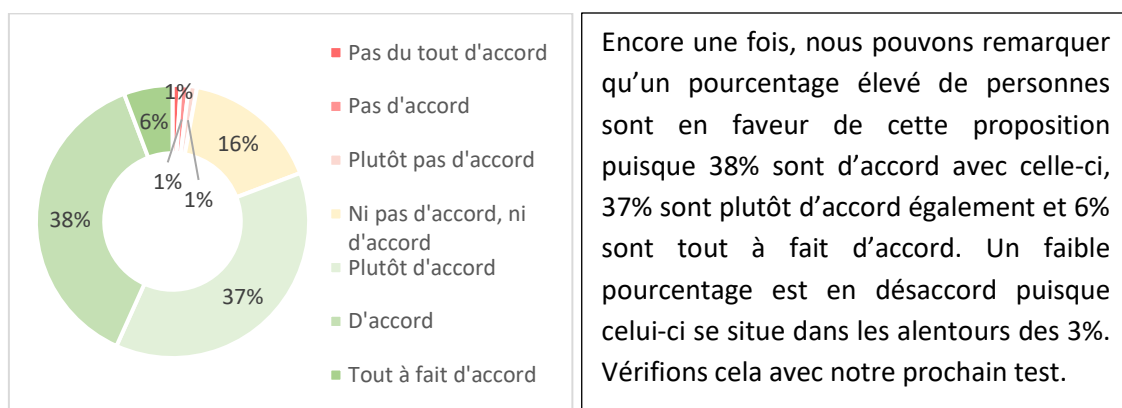 1%
6%
16%
1%
1%
38%
37%
Pas du tout d'accord
Pas d'accord
Plutôt pas d'accord
Ni pas d'accord, ni
d'accord
Plutôt d'accord
D'accord
Tout à fait d'accord
Encore une fois, nous pouvons remarquer
qu’un pourcentage élevé de personnes
sont en faveur de cette proposition
puisque 38% sont d’accord avec celle-ci,
37% sont plutôt d’accord également et 6%
sont tout à fait d’accord. Un faible
pourcentage est en désaccord puisque
celui-ci se situe dans les alentours des 3%.
Vérifions cela avec notre prochain test.